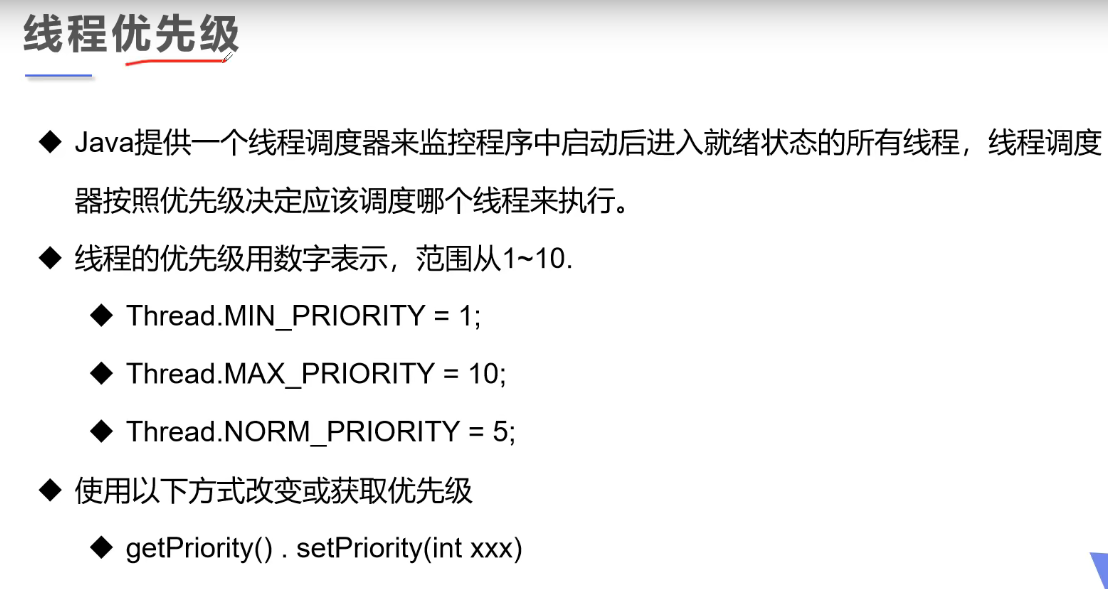 线程优先级
Java提供一个线程调度器来监控程序中启动后进入就绪状态的所有线程，线程调度
器按照优先级决定应该调度哪个线程来执行。
线程的优先级用数字表示，范围从1~10.
Thread.MIN_PRIORITY = 1;
Thread.MAX_PRIORITY = 10;
Thread.NORM_PRIORITY = 5;
使用以下方式改变或获取优先级
getPriority() . setPriority(int xxx)